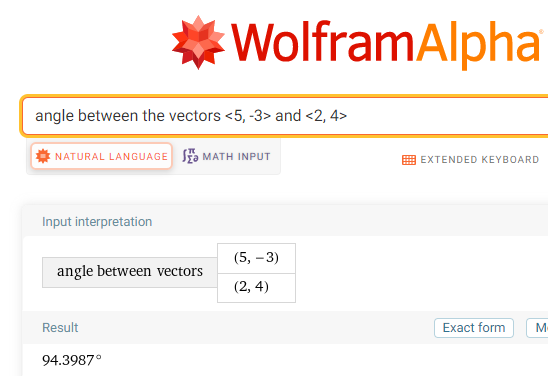 WolframAlpha
angle between the vectors <5, -3> and <2, 4>
NATURAL LANGUAGE
∫Σ∂π MATH INPUT
EXTENDED KEYBOARD
Input interpretation
angle between vectors
(5, −3)
(2, 4)
Result
Exact form
94.3987°